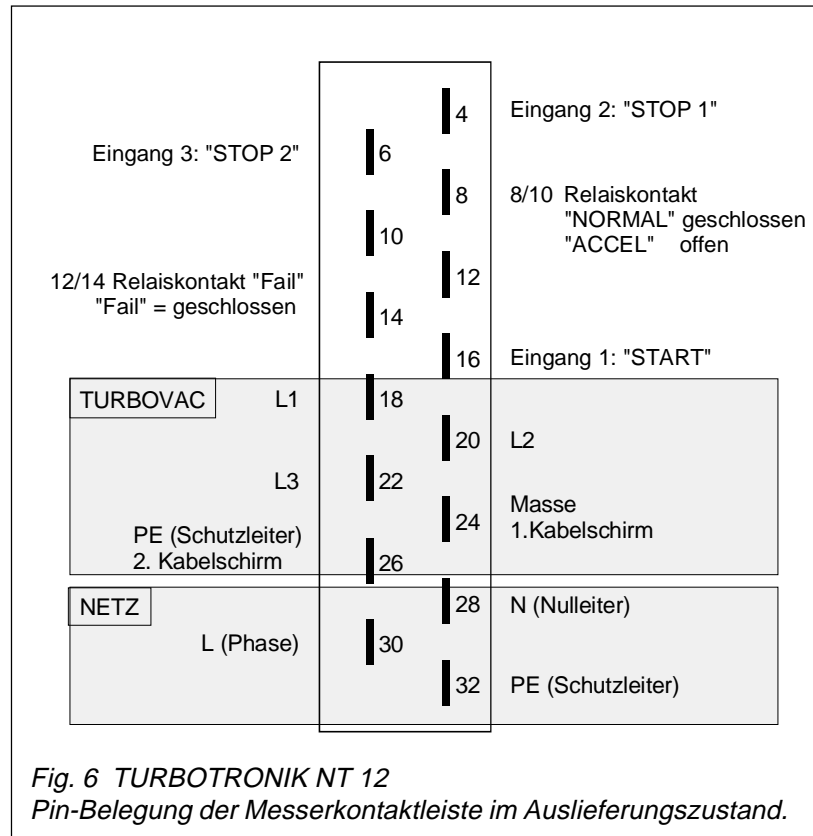 4 Eingang 2: "STOP 1"
Eingang 3: "STOP 2" 6
8 8/10 Relaiskontakt
"NORMAL" geschlossen
10
"ACCEL" offen
12/14 Relaiskontakt "Fail" 12
"Fail" = geschlossen
14
16 Eingang 1: "START"
TURBOVAC L1 18
20 L2
L3 22
Masse
24
1.Kabelschirm
PE (Schutzleiter)
2. Kabelschirm 26
NETZ 28 N (Nulleiter)
L (Phase) 30
32 PE (Schutzleiter)
Fig. 6 TURBOTRONIK NT 12
Pin-Belegung der Messerkontaktleiste im Auslieferungszustand.